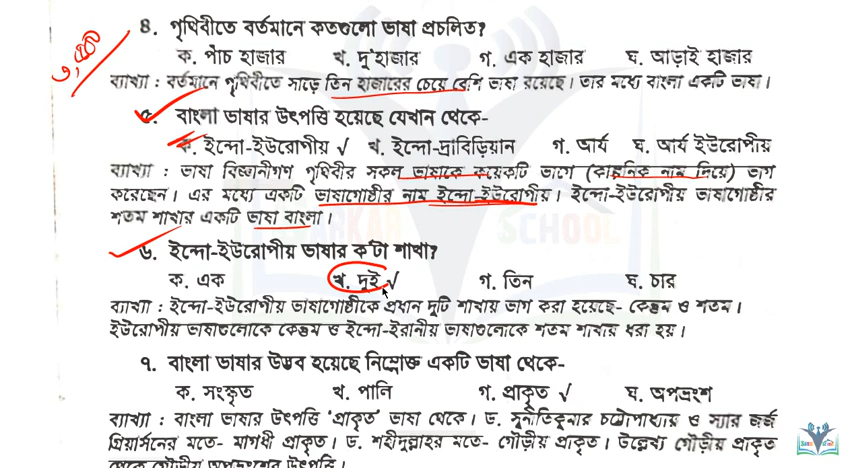 ৪. পৃথিবীতে বর্তমানে কতগুলো ভাষা প্রচলিত?
ক. পাঁচ হাজার খ. দু'হাজার গ. এক হাজার ঘ. আড়াই হাজার
ব্যাখ্যা : বর্তমানে পৃথিবীতে সাড়ে তিন হাজারের চেয়ে বেশি ভাষা রয়েছে। তার মধ্যে বাংলা একটি ভাষা।
৫. বাংলা ভাষার উৎপত্তি হয়েছে যেখান থেকে-
ক. ইন্দো-ইউরোপীয় √ খ. ইন্দো-দ্রাবিড়িয়ান গ. আর্য ঘ. আর্য ইউরোপীয়
ব্যাখ্যা : ভাষা বিজ্ঞানীগণ পৃথিবীর সকল ভাষাকে কয়েকটি ভাগে (কাল্পনিক নাম নিয়ে) ভাগ
করেছেন। এর মধ্যে একটি ভাষাগোষ্ঠীর নাম ইন্দো-ইউরোপীয়। ইন্দো-ইউরোপীয় ভাষাগোষ্ঠীর
শতম শাখার একটি ভাষা বাংলা।
৬. ইন্দো-ইউরোপীয় ভাষার ক'টা শাখা?
ক. এক খ. দুই √ গ. তিন ঘ. চার
ব্যাখ্যা : ইন্দো-ইউরোপীয় ভাষাগোষ্ঠীকে প্রধান দুটি শাখায় ভাগ করা হয়েছে- কেন্তুম ও শতম।
ইউরোপীয় ভাষাগুলোকে কেন্তুম ও ইন্দো-ইরানীয় ভাষাগুলোকে শতম শাখার ধরা হয়।
৭. বাংলা ভাষার উদ্ভব হয়েছে নিম্নোক্ত একটি ভাষা থেকে-
ক. সংস্কৃত খ. পালি গ. প্রাকৃত √ ঘ. অপভ্রংশ
ব্যাখ্যা : বাংলা ভাষার উৎপত্তি 'প্রাকৃত' ভাষা থেকে। ড. সুনীতিকুমার চট্টোপাধ্যায় ও স্যার জর্জ
গ্রিয়ার্সনের মতে- মাগধী প্রাকৃত। ড. শহীদুল্লাহর মতে- গৌড়ীয় প্রাকৃত। উল্লেখ্য গৌড়ীয় প্রাকৃত
থেকে গৌড়ীয় অপভ্রংশের উৎপত্তি।
SCHOOL